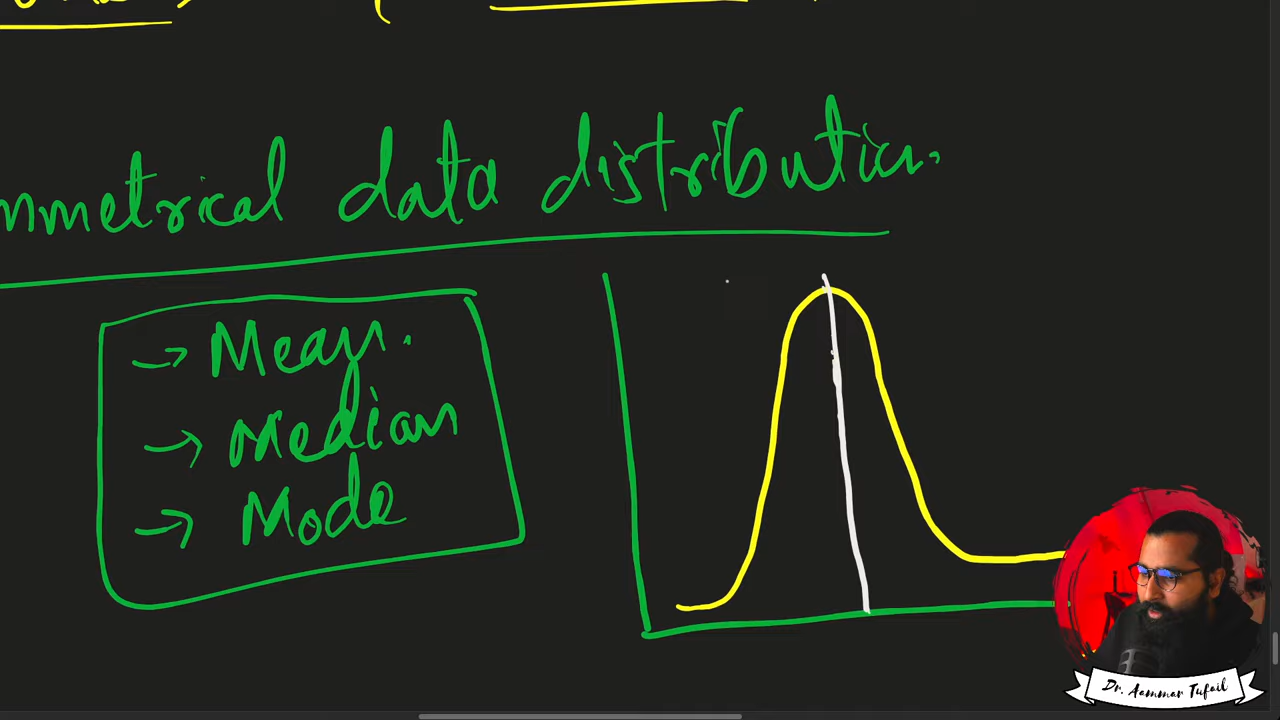 mmetrical data distribution.
→ Mean.
→ Median
→ Mode
Dr. Aammar Tufail